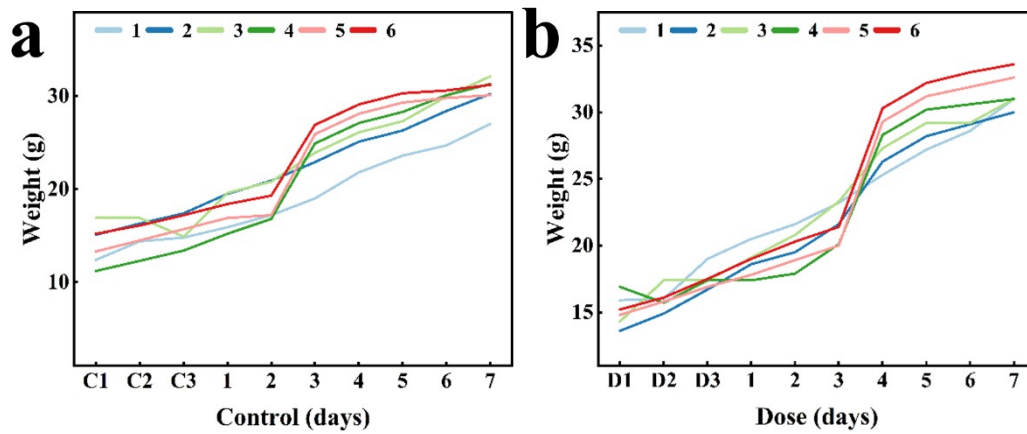 a
1 2 3 4 5 6
Weight (g)
30
20
10
C1 C2 C3 1 2 3 4 5 6 7
Control (days)
b
1 2 3 4 5 6
Weight (g)
35
30
25
20
15
D1 D2 D3 1 2 3 4 5 6 7
Dose (days)